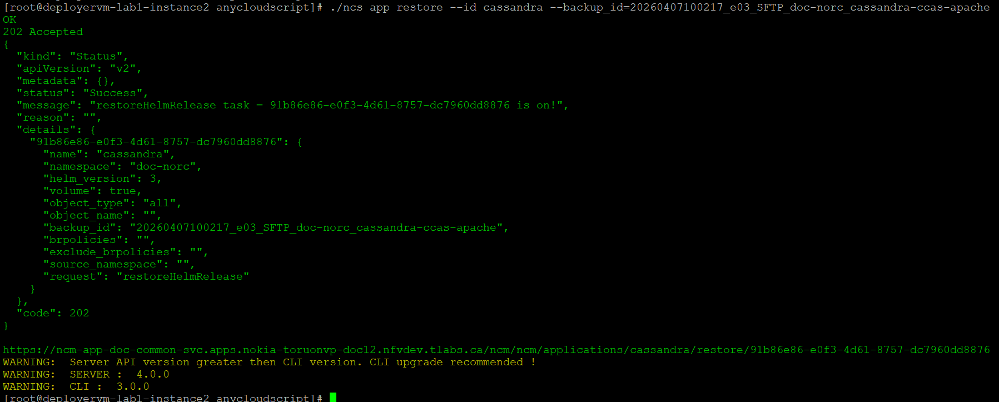 [root@deployervm-lab1-instance2 anycloudscript]# ./ncs app restore --id cassandra --backup_id=20260407100217_e03_SFTP_doc-norc_cassandra-ccas-apache
OK
202 Accepted
{
  "kind": "Status",
  "apiVersion": "v2",
  "metadata": {},
  "status": "Success",
  "message": "restoreHelmRelease task = 91b86e86-e0f3-4d61-8757-dc7960dd8876 is on!",
  "reason": "",
  "details": {
    "91b86e86-e0f3-4d61-8757-dc7960dd8876": {
      "name": "cassandra",
      "namespace": "doc-norc",
      "helm_version": 3,
      "volume": true,
      "object_type": "all",
      "object_name": "",
      "backup_id": "20260407100217_e03_SFTP_doc-norc_cassandra-ccas-apache",
      "brpolicies": "",
      "exclude_brpolicies": "",
      "source_namespace": "",
      "request": "restoreHelmRelease"
    }
  },
  "code": 202
}
https://ncm-app-doc-common-svc.apps.nokia-toruonvp-doc12.nfvdev.tlabs.ca/ncm/ncm/applications/cassandra/restore/91b86e86-e0f3-4d61-8757-dc7960dd8876
WARNING:  Server API version greater then CLI version. CLI upgrade recommended !
WARNING:  SERVER :  4.0.0
WARNING:  CLI :  3.0.0
[root@deployervm-lab1-instance2 anycloudscript]#